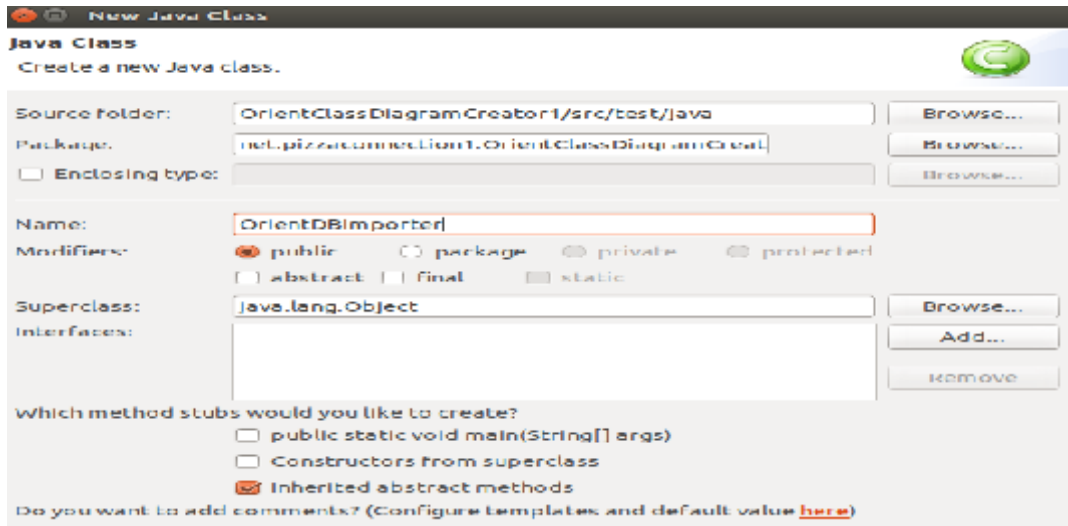 New Java Class
Java Class
Create a new Java class.
Source folder: OrientClassDiagramCreator1/src/test/java Browse...
Package: net.pizzaconnection1.OrientClassDiagramCreat Browse...
Enclosing type: Browse...
Name: OrientDBImporter
Modifiers: public package private protected
abstract final static
Superclass: java.lang.Object Browse...
Interfaces: Add...
Remove
Which method stubs would you like to create?
public static void main(String[] args)
Constructors from superclass
Inherited abstract methods
Do you want to add comments? (Configure templates and default value here)